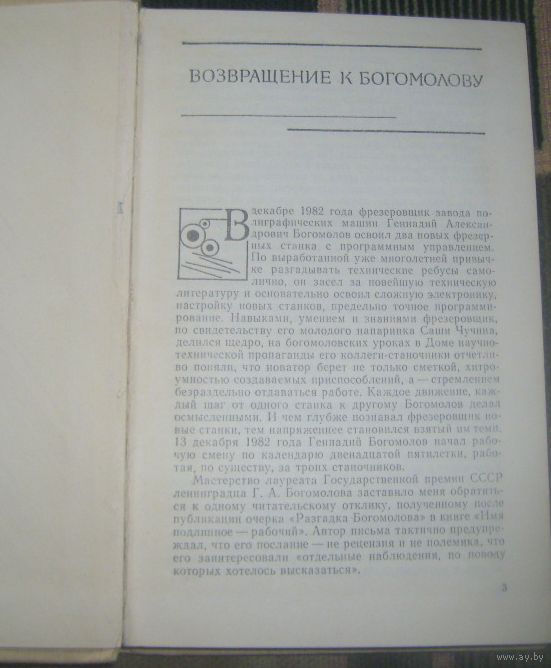 ВОЗВРАЩЕНИЕ К БОГОМОЛОВУ
В декабре 1982 года фрезеровщик завода по-
лиграфических машин Геннадий Алексан-
дрович Богомолов освоил два новых фрезер-
ных станка с программным управлением.
По выработанной уже многолетней привыч-
ке разгадывать технические ребусы само-
лично, он засел за новейшую техническую
литературу и основательно освоил сложную электронику,
настройку новых станков, предельно точное программи-
рование. Навыками, умением и знаниями фрезеровщик,
по свидетельству его молодого напарника Саши Чучина,
делился щедро, на богомоловских уроках в Доме научно-
технической пропаганды его коллеги-станочники отчетли-
во поняли, что новатор берет не только сметкой, хитро-
умностью создаваемых приспособлений, а — стремлением
безраздельно отдаваться работе. Каждое движение, каж-
лый шаг от одного станка к другому Богомолов делал
осмысленными. И чем глубже познавал фрезеровщик но-
вые станки, тем напряженнее становился взятый им темп.
13 декабря 1982 года Геннадий Богомолов начал рабо-
чую смену по календарю двенадцатой пятилетки, рабо-
тая, по существу, за троих станочников.
Мастерство лауреата Государственной премии СССР
ленинградца Г. А. Богомолова заставило меня обратить-
ся к одному читательскому отклику, полученному после
публикации очерка «Разгадка Богомолова» в книге «Имя
подлинное — рабочий». Автор письма тактично предупре-
ждал, что его послание — не рецензия и не полемика, что
его заинтересовали «отдельные наблюдения, по поводу
которых хотелось высказаться».
3
www.ay.by